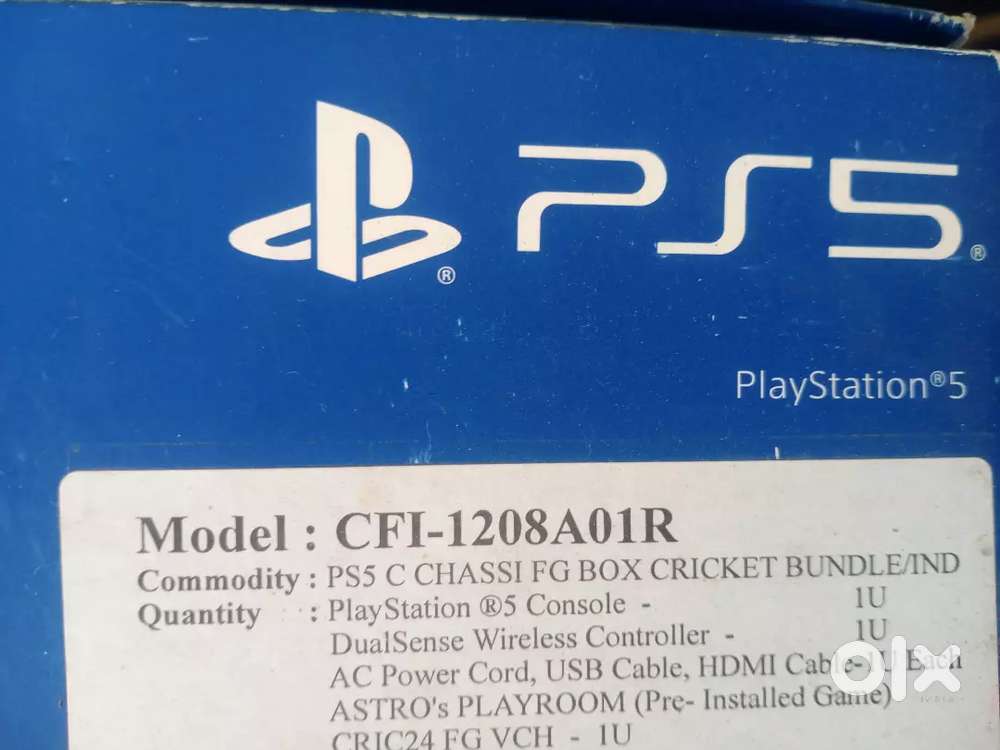 PS5®
PlayStation®5
Model : CFI-1208A01R
Commodity : PS5 C CHASSI FG BOX CRICKET BUNDLE/IND
Quantity : PlayStation ®5 Console - 1U
DualSense Wireless Controller - 1U
AC Power Cord, USB Cable, HDMI Cable-1U Each
ASTRO's PLAYROOM (Pre- Installed Game)
CRIC24 FG VCH - 1U
olx